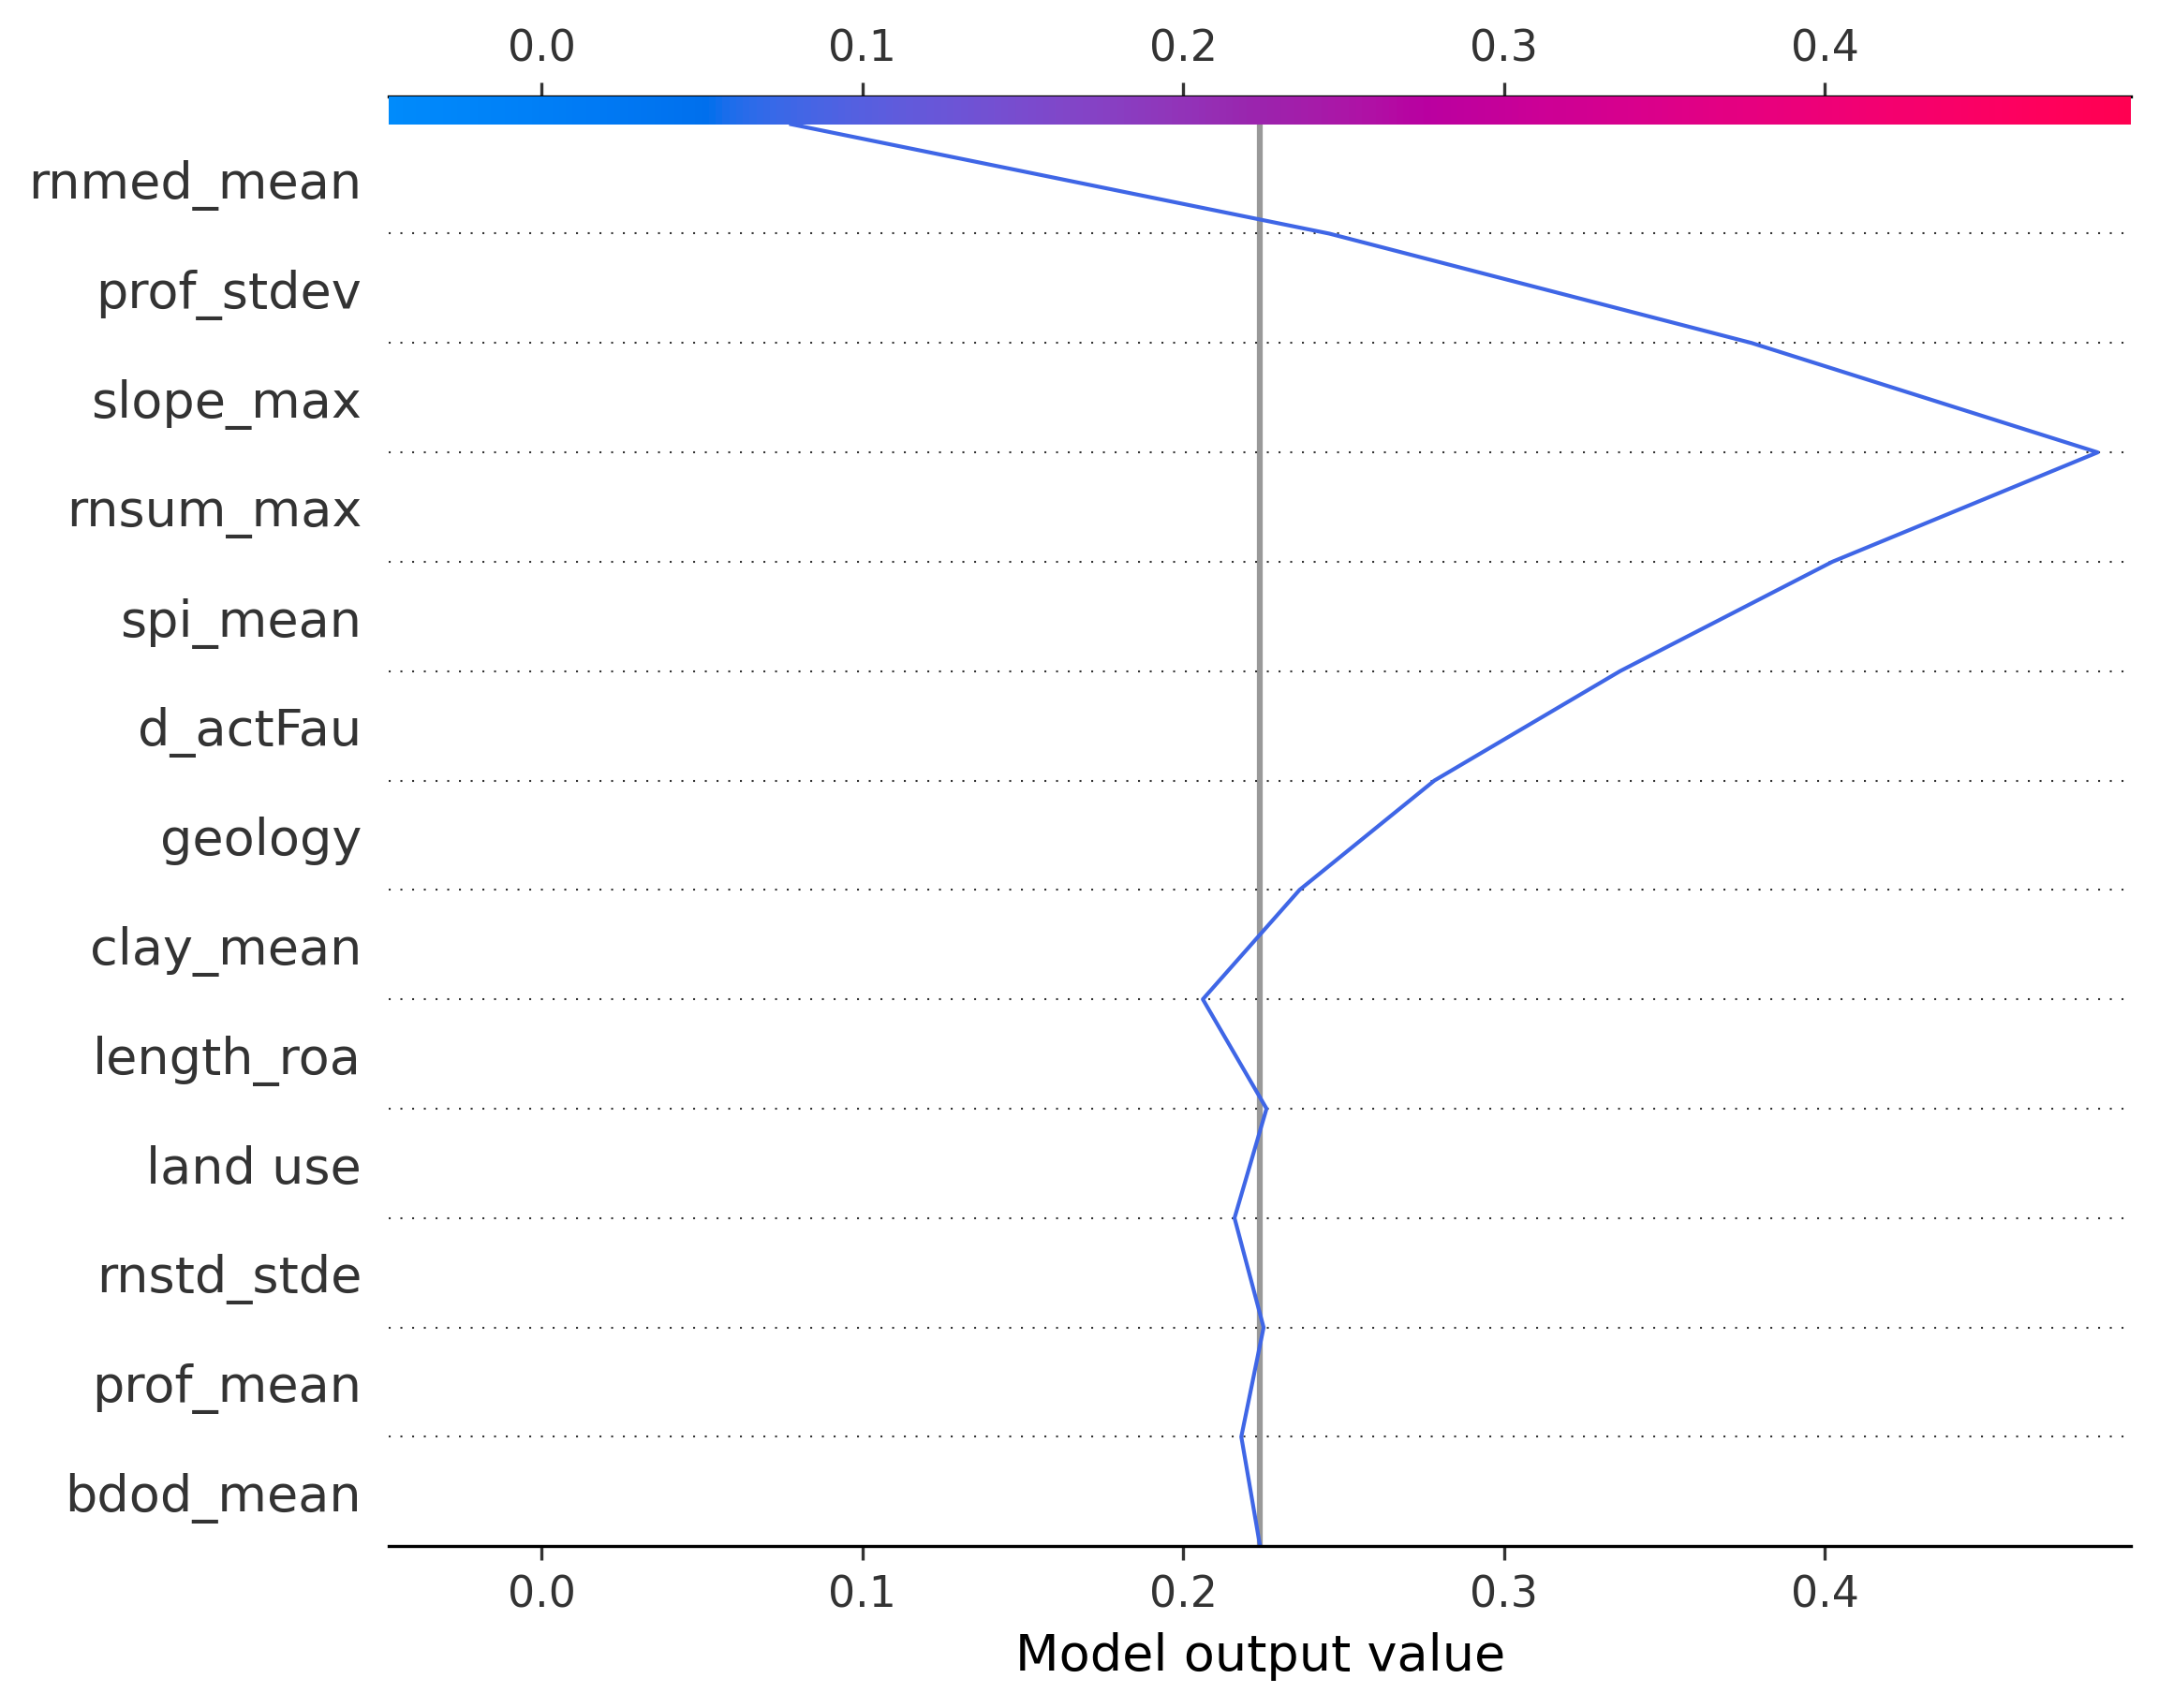 0.0 0.1 0.2 0.3 0.4
rnmed_mean
prof_stdev
slope_max
rnsum_max
spi_mean
d_actFau
geology
clay_mean
length_roa
land use
rnstd_stde
prof_mean
bdod_mean
0.0 0.1 0.2 0.3 0.4
Model output value